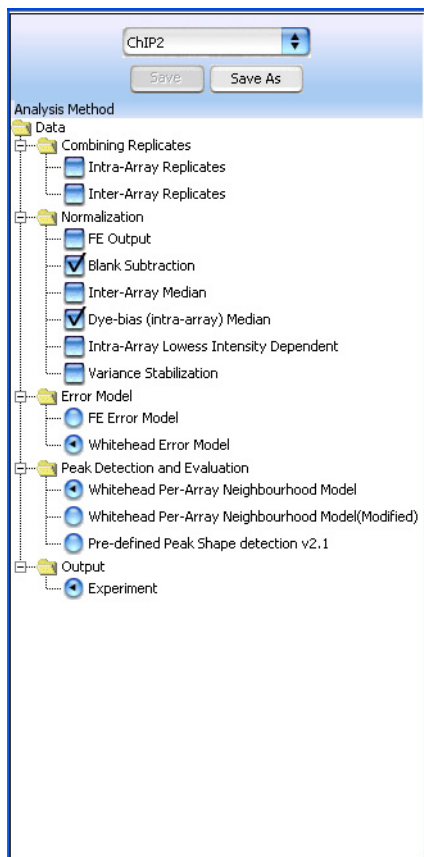 ChIP2
Save Save As
Analysis Method
Data
Combining Replicates
Intra-Array Replicates
Inter-Array Replicates
Normalization
FE Output
Blank Subtraction
Inter-Array Median
Dye-bias (intra-array) Median
Intra-Array Lowess Intensity Dependent
Variance Stabilization
Error Model
FE Error Model
Whitehead Error Model
Peak Detection and Evaluation
Whitehead Per-Array Neighbourhood Model
Whitehead Per-Array Neighbourhood Model(Modified)
Pre-defined Peak Shape detection v2.1
Output
Experiment